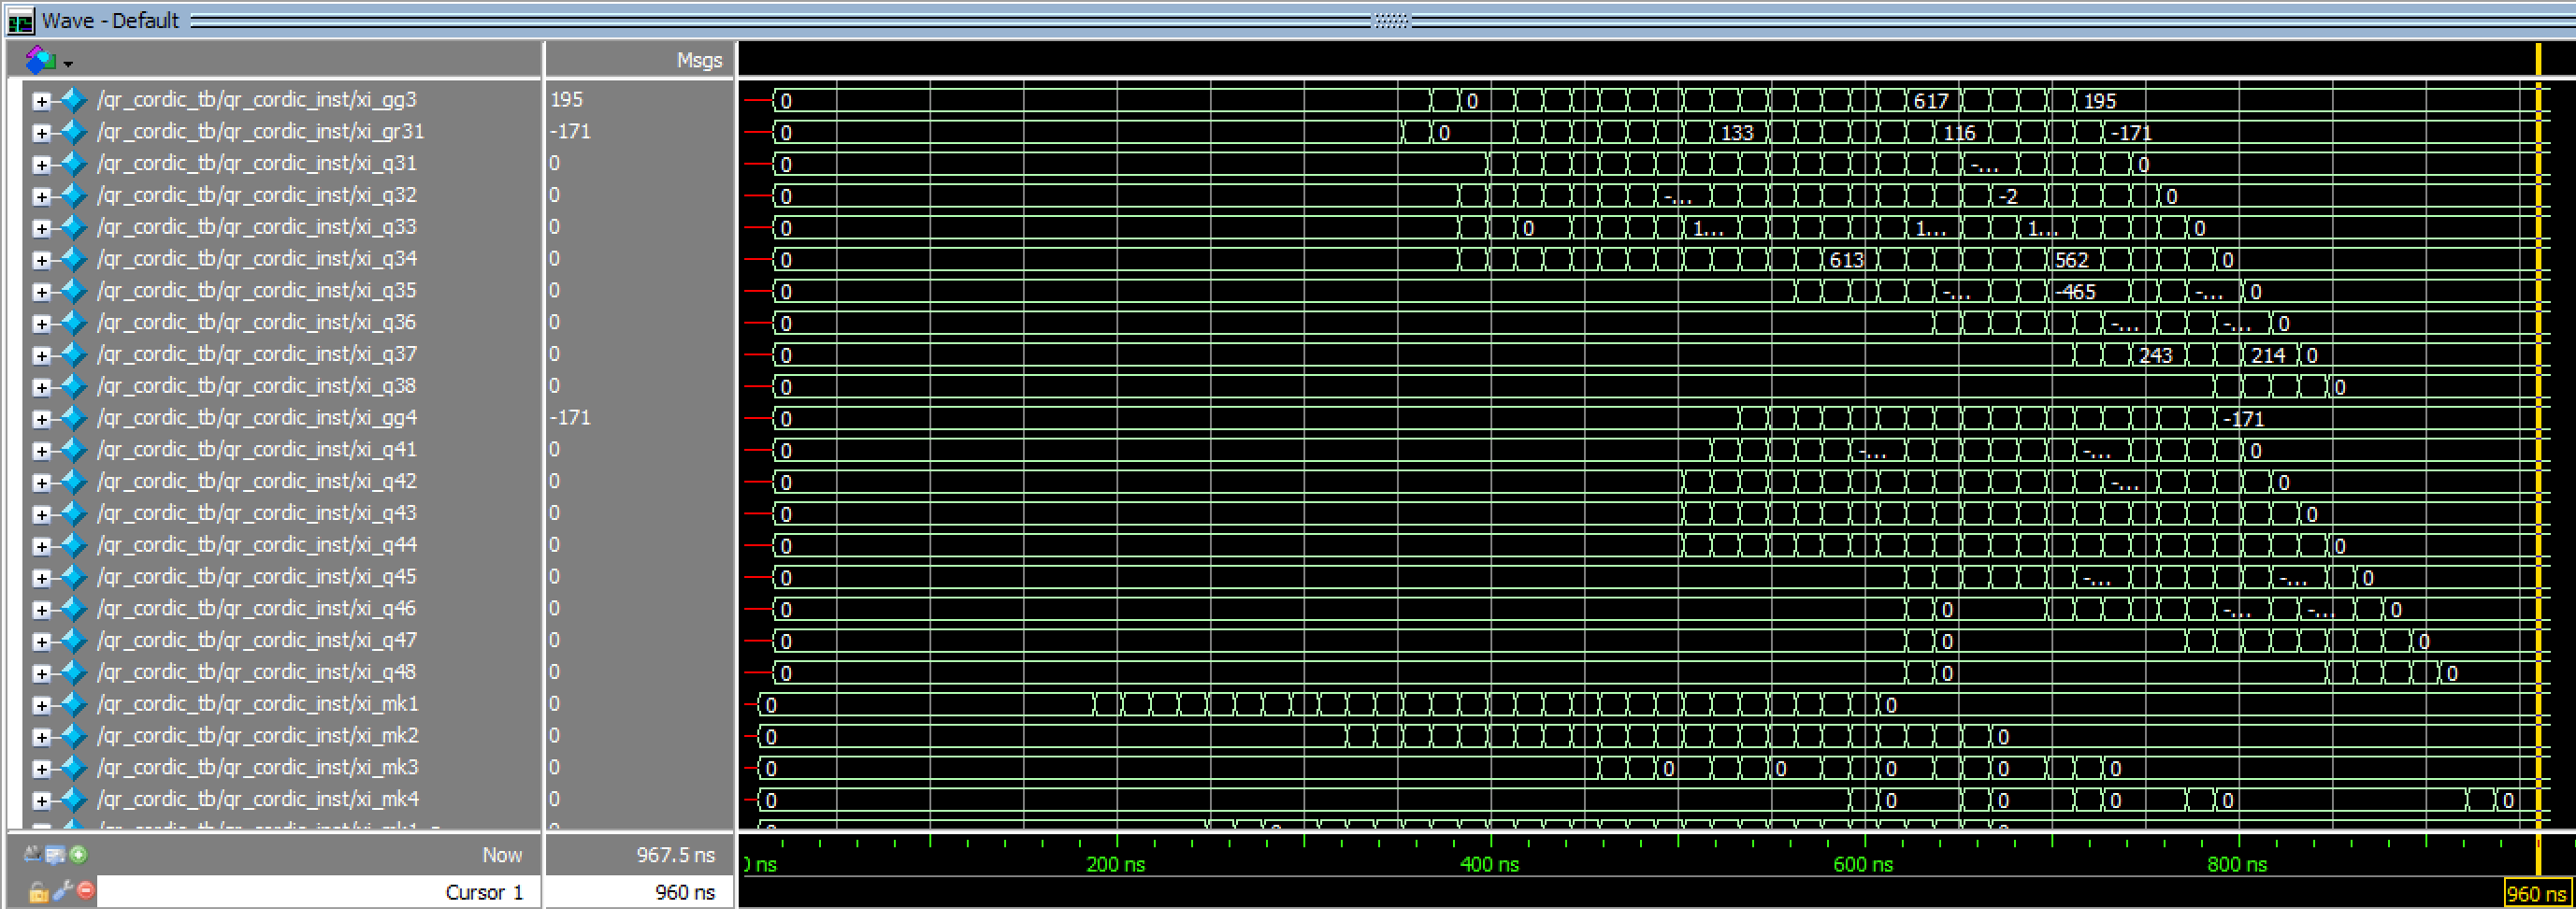 Wave - Default
Msgs
/qr_cordic_tb/qr_cordic_inst/xi_gg3 195 0 0 617 195
/qr_cordic_tb/qr_cordic_inst/xi_gr31 -171 0 0 133 116 -171
/qr_cordic_tb/qr_cordic_inst/xi_q31 0 0 -... 0
/qr_cordic_tb/qr_cordic_inst/xi_q32 0 0 -... -2 0
/qr_cordic_tb/qr_cordic_inst/xi_q33 0 0 0 1... 1... 1... 0
/qr_cordic_tb/qr_cordic_inst/xi_q34 0 0 613 562 0
/qr_cordic_tb/qr_cordic_inst/xi_q35 0 0 -... -465 -... 0
/qr_cordic_tb/qr_cordic_inst/xi_q36 0 0 -... -... 0
/qr_cordic_tb/qr_cordic_inst/xi_q37 0 0 243 214 0
/qr_cordic_tb/qr_cordic_inst/xi_q38 0 0 0
/qr_cordic_tb/qr_cordic_inst/xi_gg4 -171 0 -171
/qr_cordic_tb/qr_cordic_inst/xi_q41 0 0 -... -... 0
/qr_cordic_tb/qr_cordic_inst/xi_q42 0 0 -... 0
/qr_cordic_tb/qr_cordic_inst/xi_q43 0 0 0
/qr_cordic_tb/qr_cordic_inst/xi_q44 0 0 0
/qr_cordic_tb/qr_cordic_inst/xi_q45 0 0 -... -... 0
/qr_cordic_tb/qr_cordic_inst/xi_q46 0 0 0 -... -... 0
/qr_cordic_tb/qr_cordic_inst/xi_q47 0 0 0 0
/qr_cordic_tb/qr_cordic_inst/xi_q48 0 0 0 0
/qr_cordic_tb/qr_cordic_inst/xi_mk1 0 0 0
/qr_cordic_tb/qr_cordic_inst/xi_mk2 0 0 0
/qr_cordic_tb/qr_cordic_inst/xi_mk3 0 0 0 0 0 0 0
/qr_cordic_tb/qr_cordic_inst/xi_mk4 0 0 0 0 0 0 0
Now 967.5 ns 200 ns 400 ns 600 ns 800 ns
Cursor 1 960 ns 960 ns